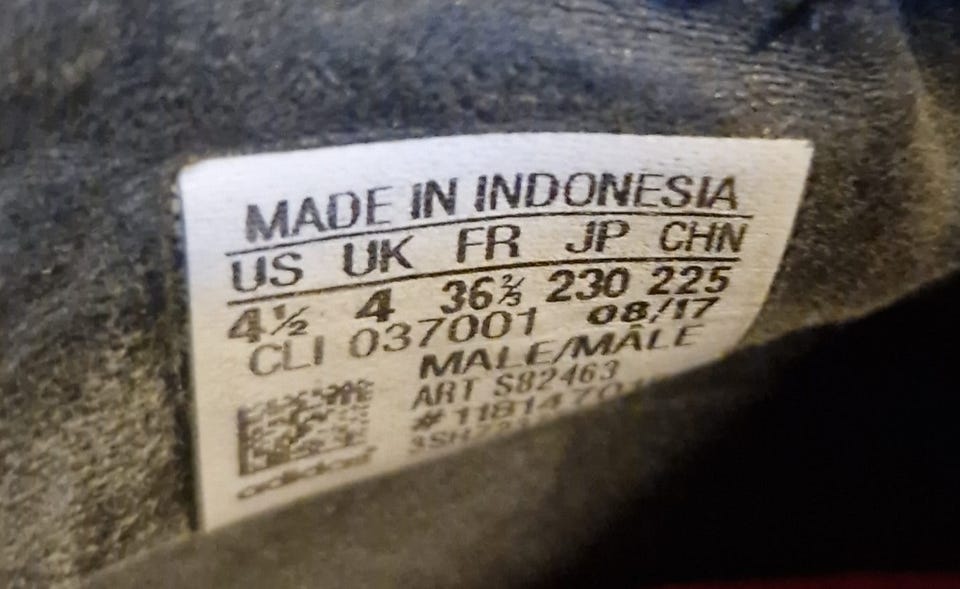 MADE IN INDONESIA
US UK FR JP CHN
4½ 4 36⅔ 230 225
CLI 037001 08/17
MALE/MÂLE
ART S82463
adidas